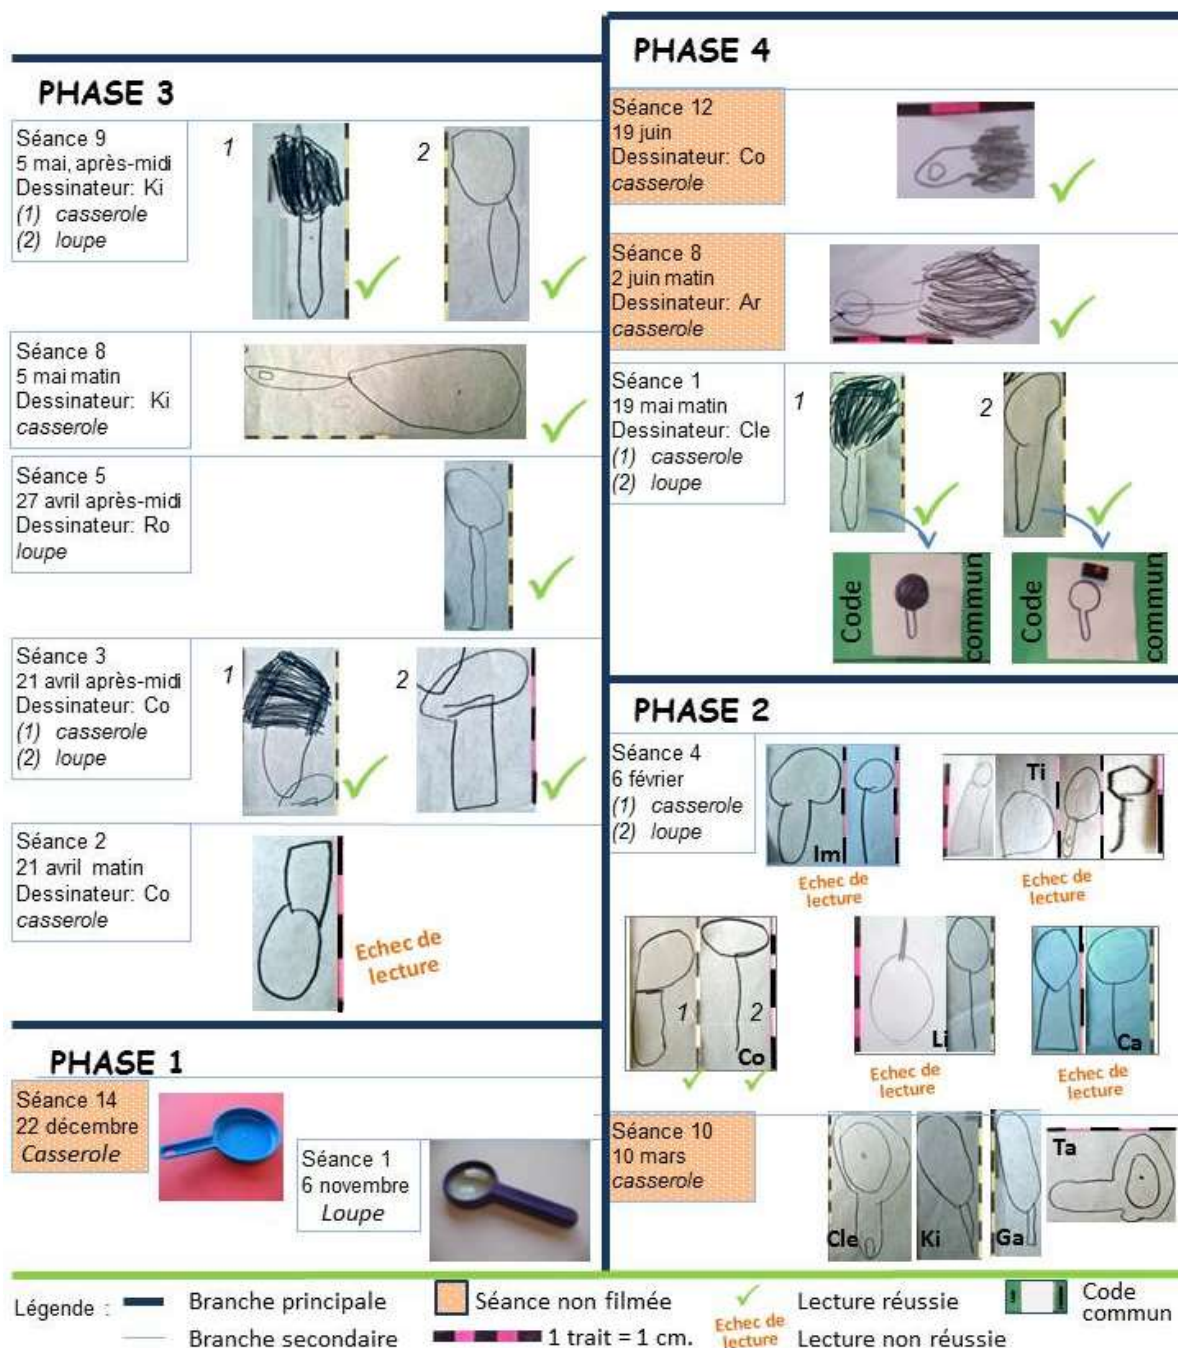 PHASE 3
Séance 9
5 mai, après-midi
Dessinateur: Ki
(1) casserole
(2) loupe
1
2
Séance 8
5 mai matin
Dessinateur: Ki
casserole
Séance 5
27 avril après-midi
Dessinateur: Ro
loupe
Séance 3
21 avril après-midi
Dessinateur: Co
(1) casserole
(2) loupe
1
2
Séance 2
21 avril matin
Dessinateur: Co
casserole
Echec de
lecture
PHASE 1
Séance 14
22 décembre
Casserole
Séance 1
6 novembre
Loupe
PHASE 4
Séance 12
19 juin
Dessinateur: Co
casserole
Séance 8
2 juin matin
Dessinateur: Ar
casserole
Séance 1
19 mai matin
Dessinateur: Cle
(1) casserole
(2) loupe
1
2
Code
commun
Code
commun
PHASE 2
Séance 4
6 février
(1) casserole
(2) loupe
Im
Echec de
lecture
Ti
Echec de
lecture
1
2
Co
Li
Echec de
lecture
Ca
Echec de
lecture
Séance 10
10 mars
casserole
Cle
Ki
Ga
Ta
Légende :
Branche principale
Séance non filmée
Lecture réussie
Code
commun
Branche secondaire
1 trait = 1 cm.
Echec de
lecture
Lecture non réussie